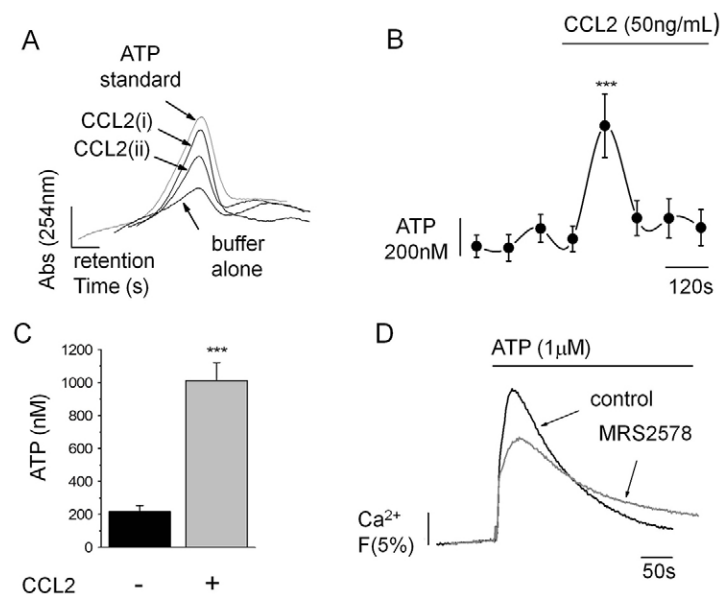 A
ATP
standard
CCL2(i)
CCL2(ii)
Abs (254nm)
retention
Time (s)
buffer
alone
B
CCL2 (50ng/mL)
***
ATP
200nM
120s
C
***
1200
1000
800
600
400
200
0
ATP (nM)
CCL2 - +
D
ATP (1µM)
control
MRS2578
Ca²⁺
F(5%)
50s